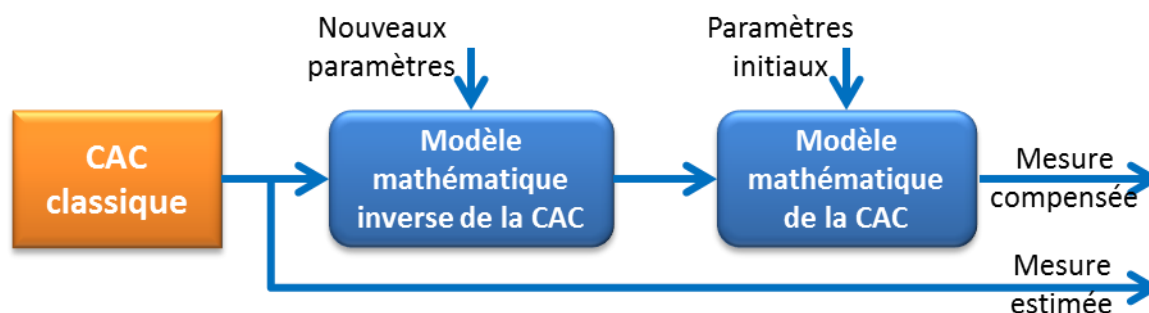 Nouveaux
paramètres
Paramètres
initiaux
CAC
classique
Modèle
mathématique
inverse de la CAC
Modèle
mathématique
de la CAC
Mesure
compensée
Mesure
estimée